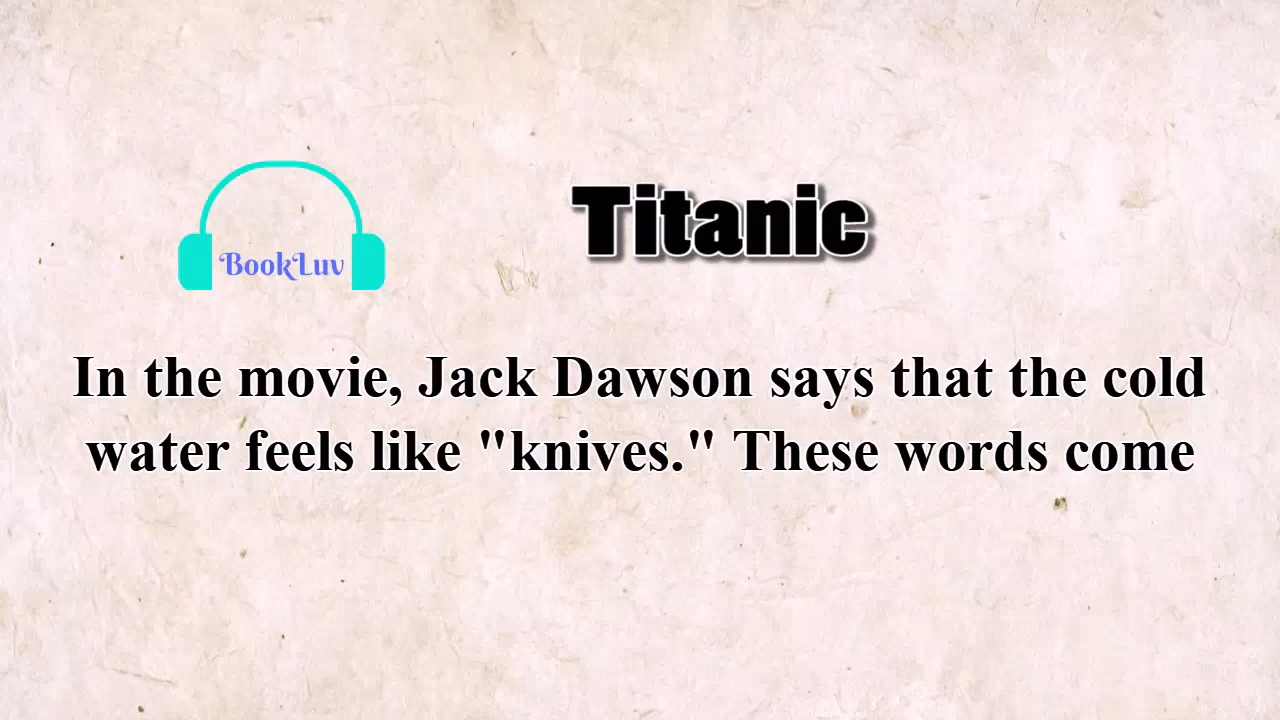 BookLuv
Titanic
In the movie, Jack Dawson says that the cold
water feels like "knives." These words come